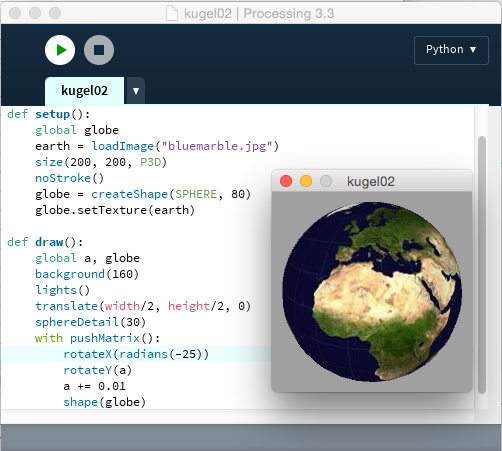 kugel02 | Processing 3.3
Python ▾
kugel02 ▾
def setup():
    global globe
    earth = loadImage("bluemarble.jpg")
    size(200, 200, P3D)
    noStroke()
    globe = createShape(SPHERE, 80)
    globe.setTexture(earth)

def draw():
    global a, globe
    background(160)
    lights()
    translate(width/2, height/2, 0)
    sphereDetail(30)
    with pushMatrix():
        rotateX(radians(-25))
        rotateY(a)
        a += 0.01
        shape(globe)
kugel02